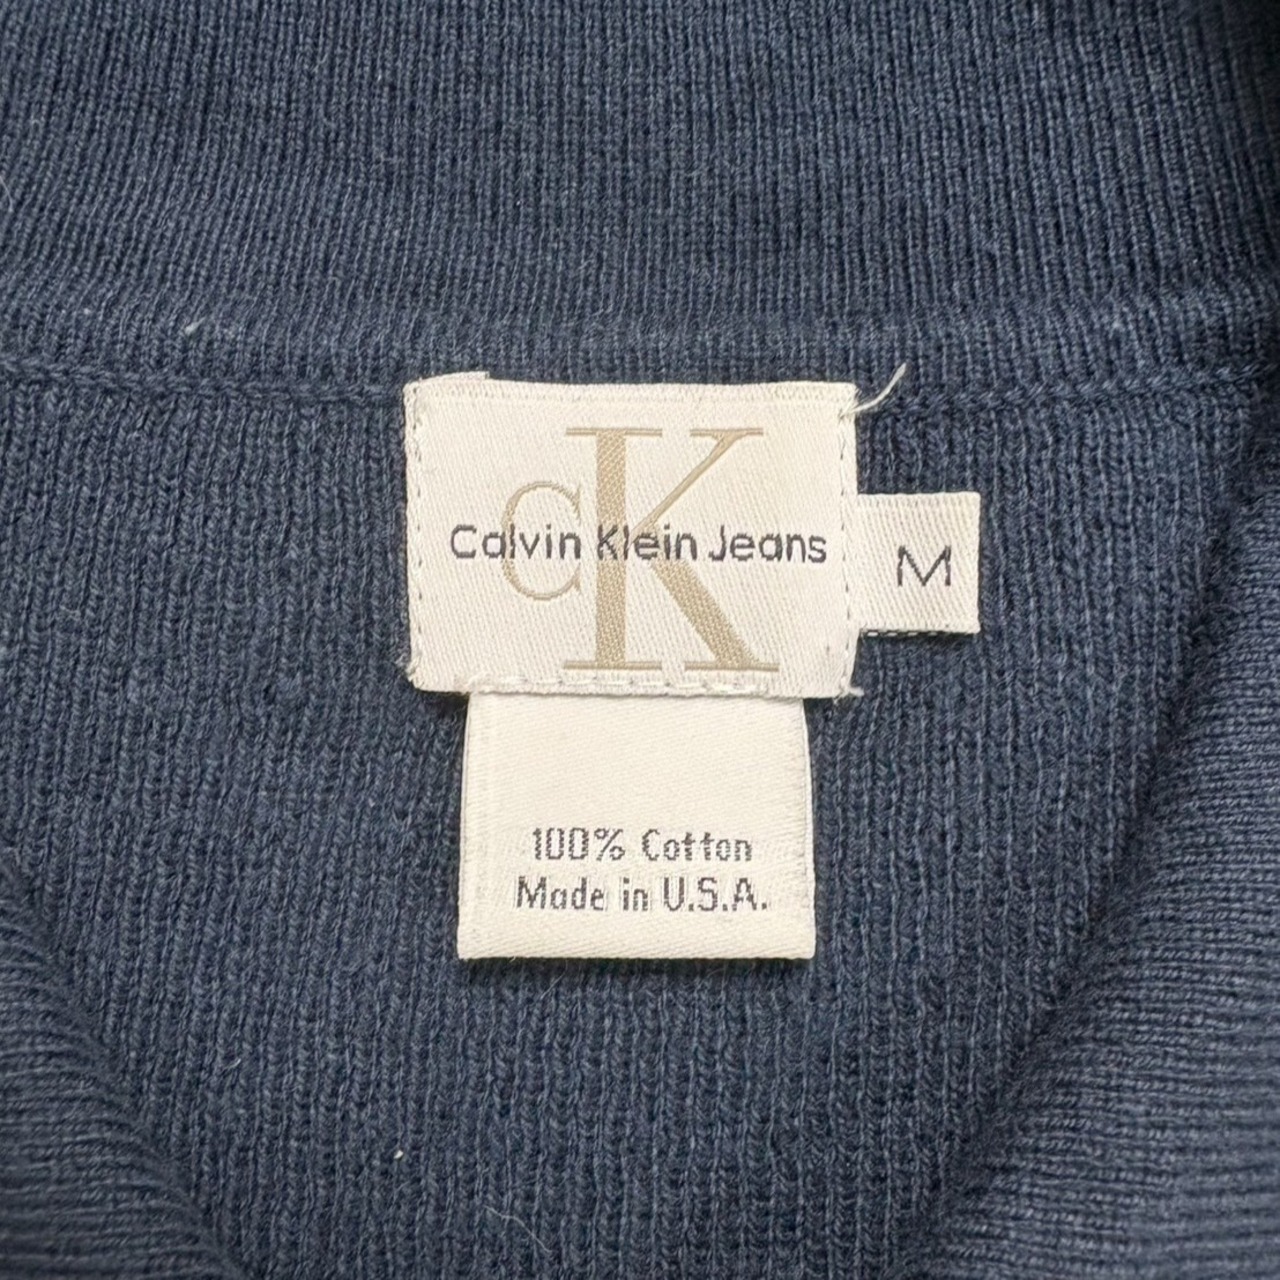 CK
Calvin Klein Jeans
M
100% Cotton
Made in U.S.A.